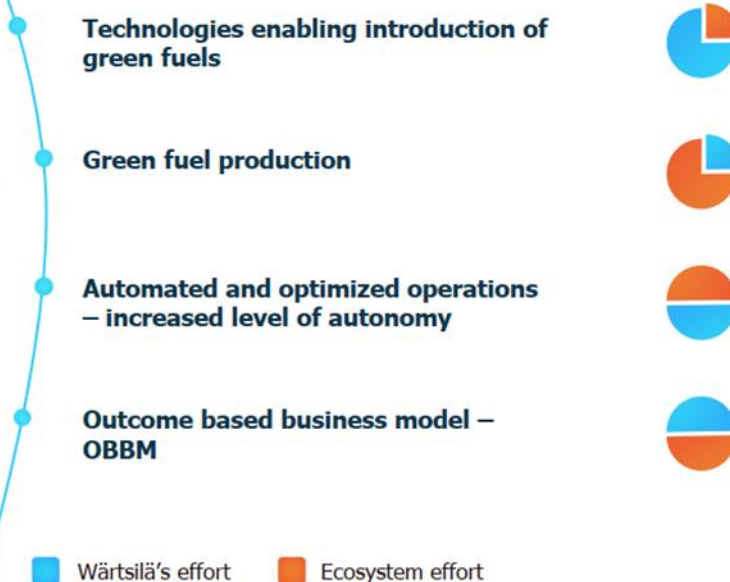 Technologies enabling introduction of
green fuels
Green fuel production
Automated and optimized operations
– increased level of autonomy
Outcome based business model –
OBBM
Wärtsilä's effort
Ecosystem effort